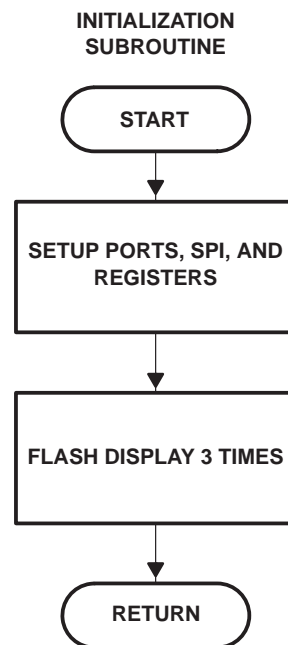 INITIALIZATION
SUBROUTINE
START
SETUP PORTS, SPI, AND
REGISTERS
FLASH DISPLAY 3 TIMES
RETURN